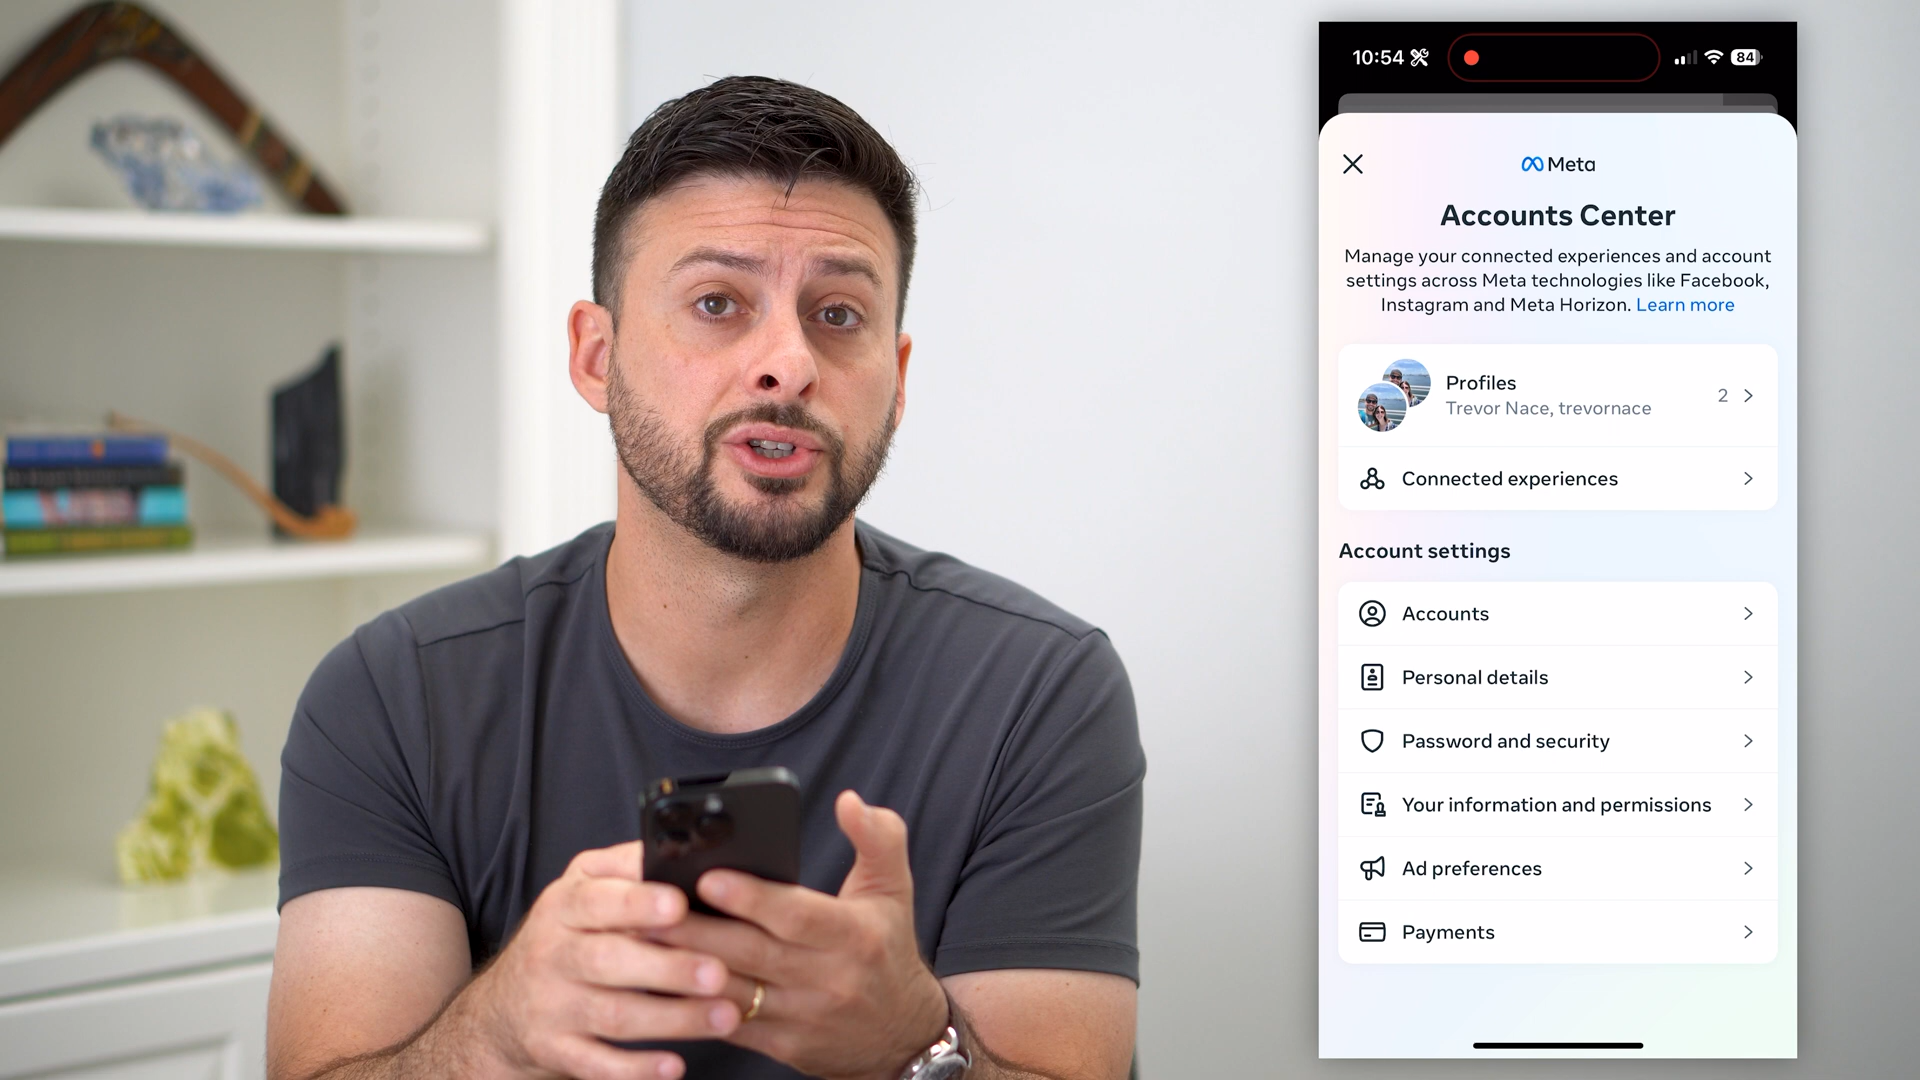 10:54
84
Meta
Accounts Center
Manage your connected experiences and account
settings across Meta technologies like Facebook,
Instagram and Meta Horizon. Learn more
Profiles
Trevor Nace, trevornace
2
Connected experiences
Account settings
Accounts
Personal details
Password and security
Your information and permissions
Ad preferences
Payments